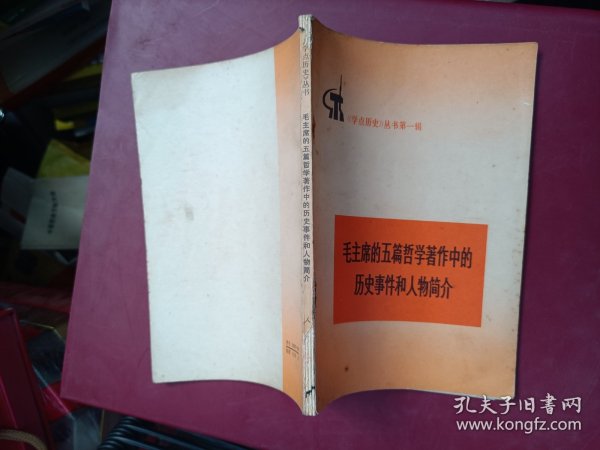 《学点历史》丛书第一辑
毛主席的五篇哲学著作中的
历史事件和人物简介
《学点历史》丛书
毛主席的五篇哲学著作中的历史事件和人物简介
孔夫子旧书网
www.kongfz.com